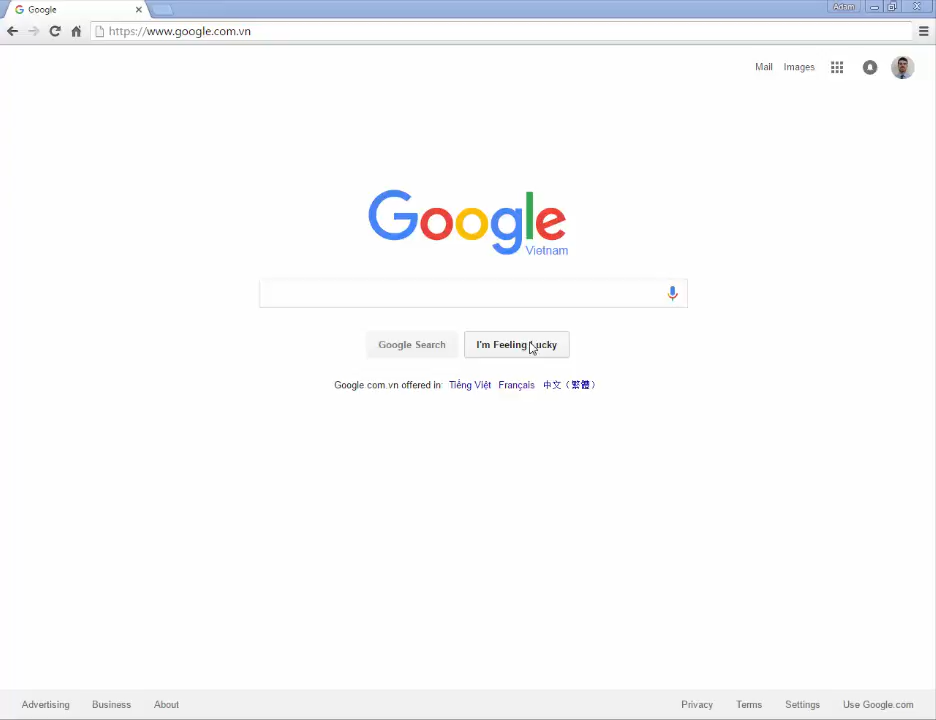 Google
Adam
https://www.google.com.vn
Mail Images
Google
Vietnam
Google Search I'm Feeling Lucky
Google.com.vn offered in: Tiếng Việt Français 中文（繁體）
Advertising Business About Privacy Terms Settings Use Google.com